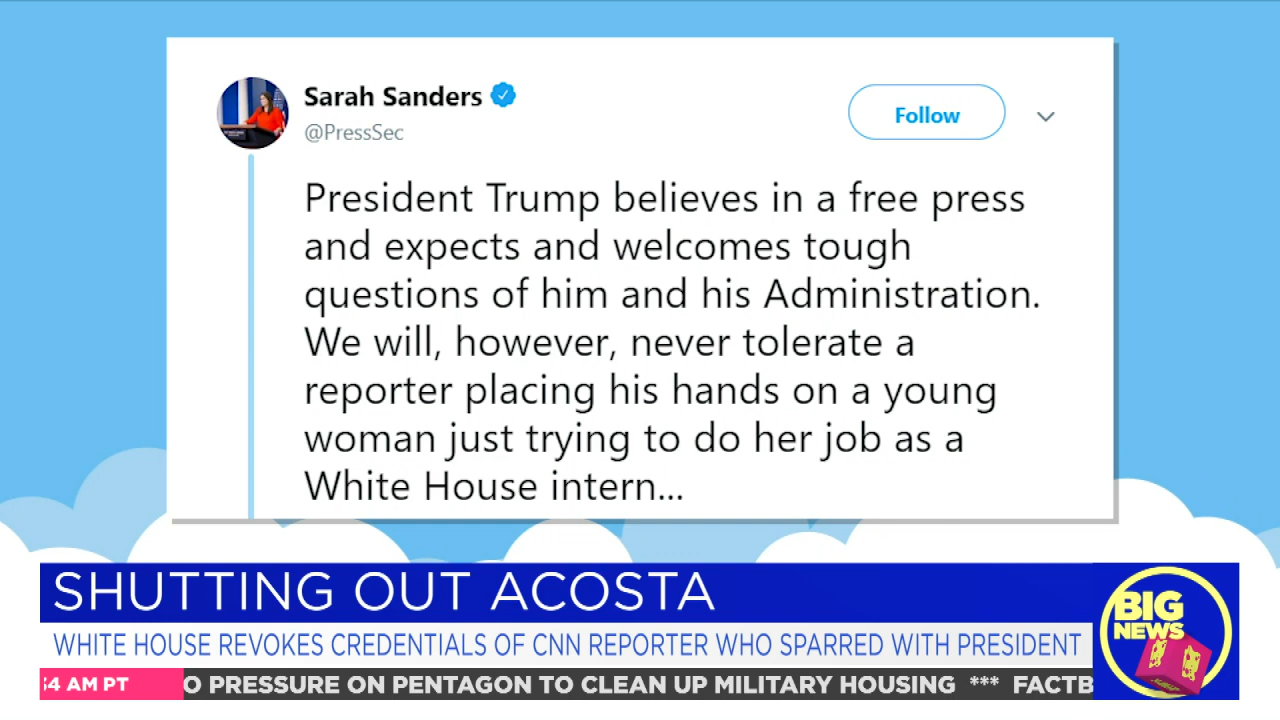 Sarah Sanders
@PressSec
Follow
President Trump believes in a free press
and expects and welcomes tough
questions of him and his Administration.
We will, however, never tolerate a
reporter placing his hands on a young
woman just trying to do her job as a
White House intern...
SHUTTING OUT ACOSTA
WHITE HOUSE REVOKES CREDENTIALS OF CNN REPORTER WHO SPARRED WITH PRESIDENT
BIG
NEWS
4 AM PT
O PRESSURE ON PENTAGON TO CLEAN UP MILITARY HOUSING *** FACTB